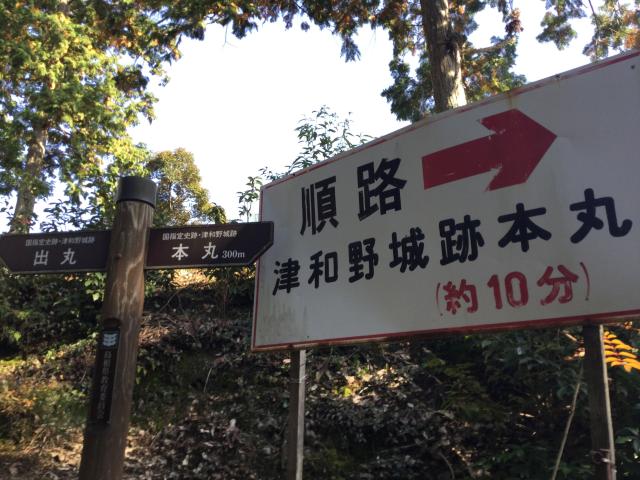 国指定史跡・津和野城跡
出丸
国指定史跡・津和野城跡
本丸 300m
順路
津和野城跡本丸
(約10分)